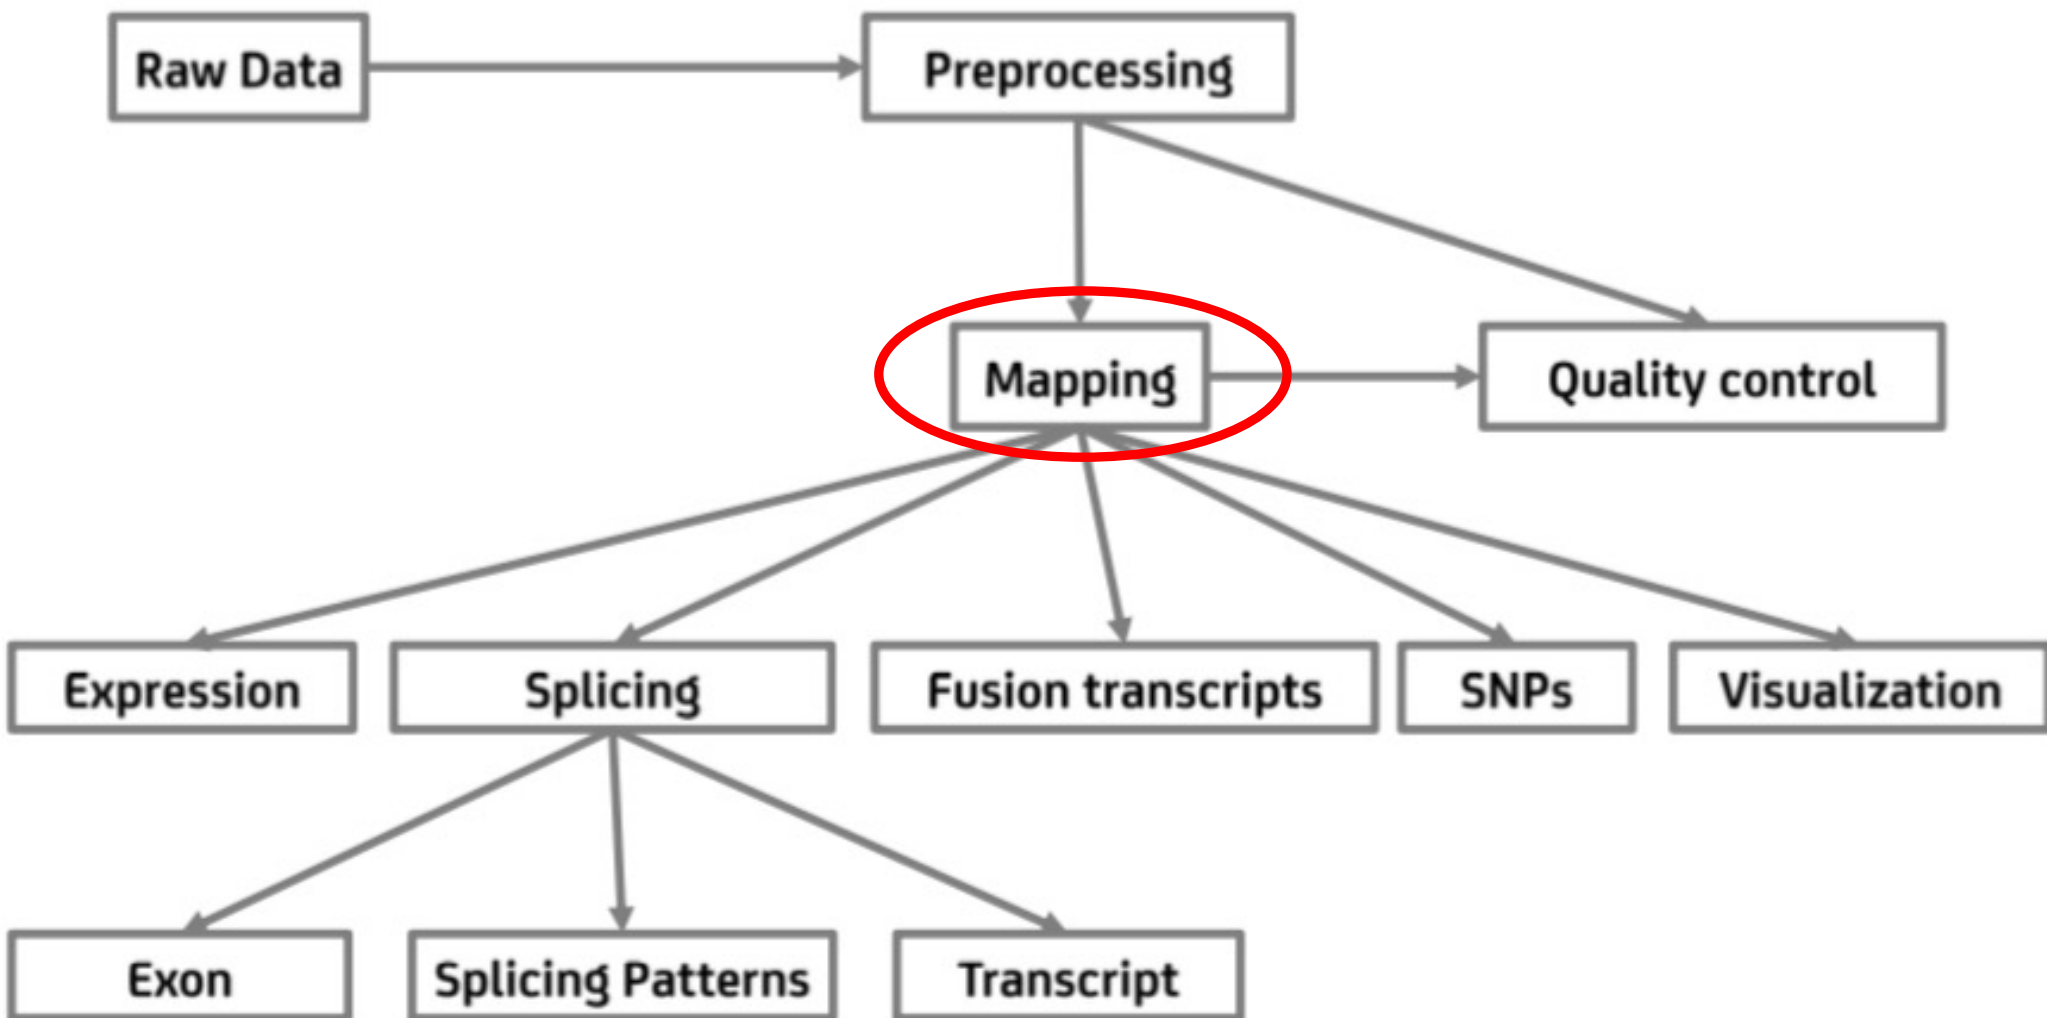 Raw Data
Preprocessing
Mapping
Quality control
Expression
Splicing
Fusion transcripts
SNPs
Visualization
Exon
Splicing Patterns
Transcript